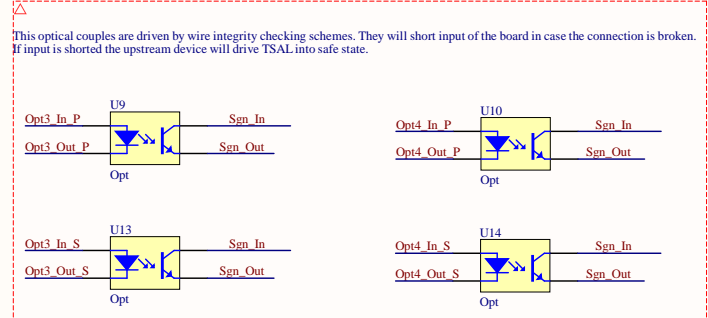 This optical couples are driven by wire integrity checking schemes. They will short input of the board in case the connection is broken.
If input is shorted the upstream device will drive TSAL into safe state.
U9
Opt3_In_P
Sgn_In
Opt3_Out_P
Sgn_Out
Opt
U10
Opt4_In_P
Sgn_In
Opt4_Out_P
Sgn_Out
Opt
U13
Opt3_In_S
Sgn_In
Opt3_Out_S
Sgn_Out
Opt
U14
Opt4_In_S
Sgn_In
Opt4_Out_S
Sgn_Out
Opt